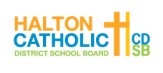 HALTON
CATHOLIC
DISTRICT SCHOOL BOARD
CD
SB